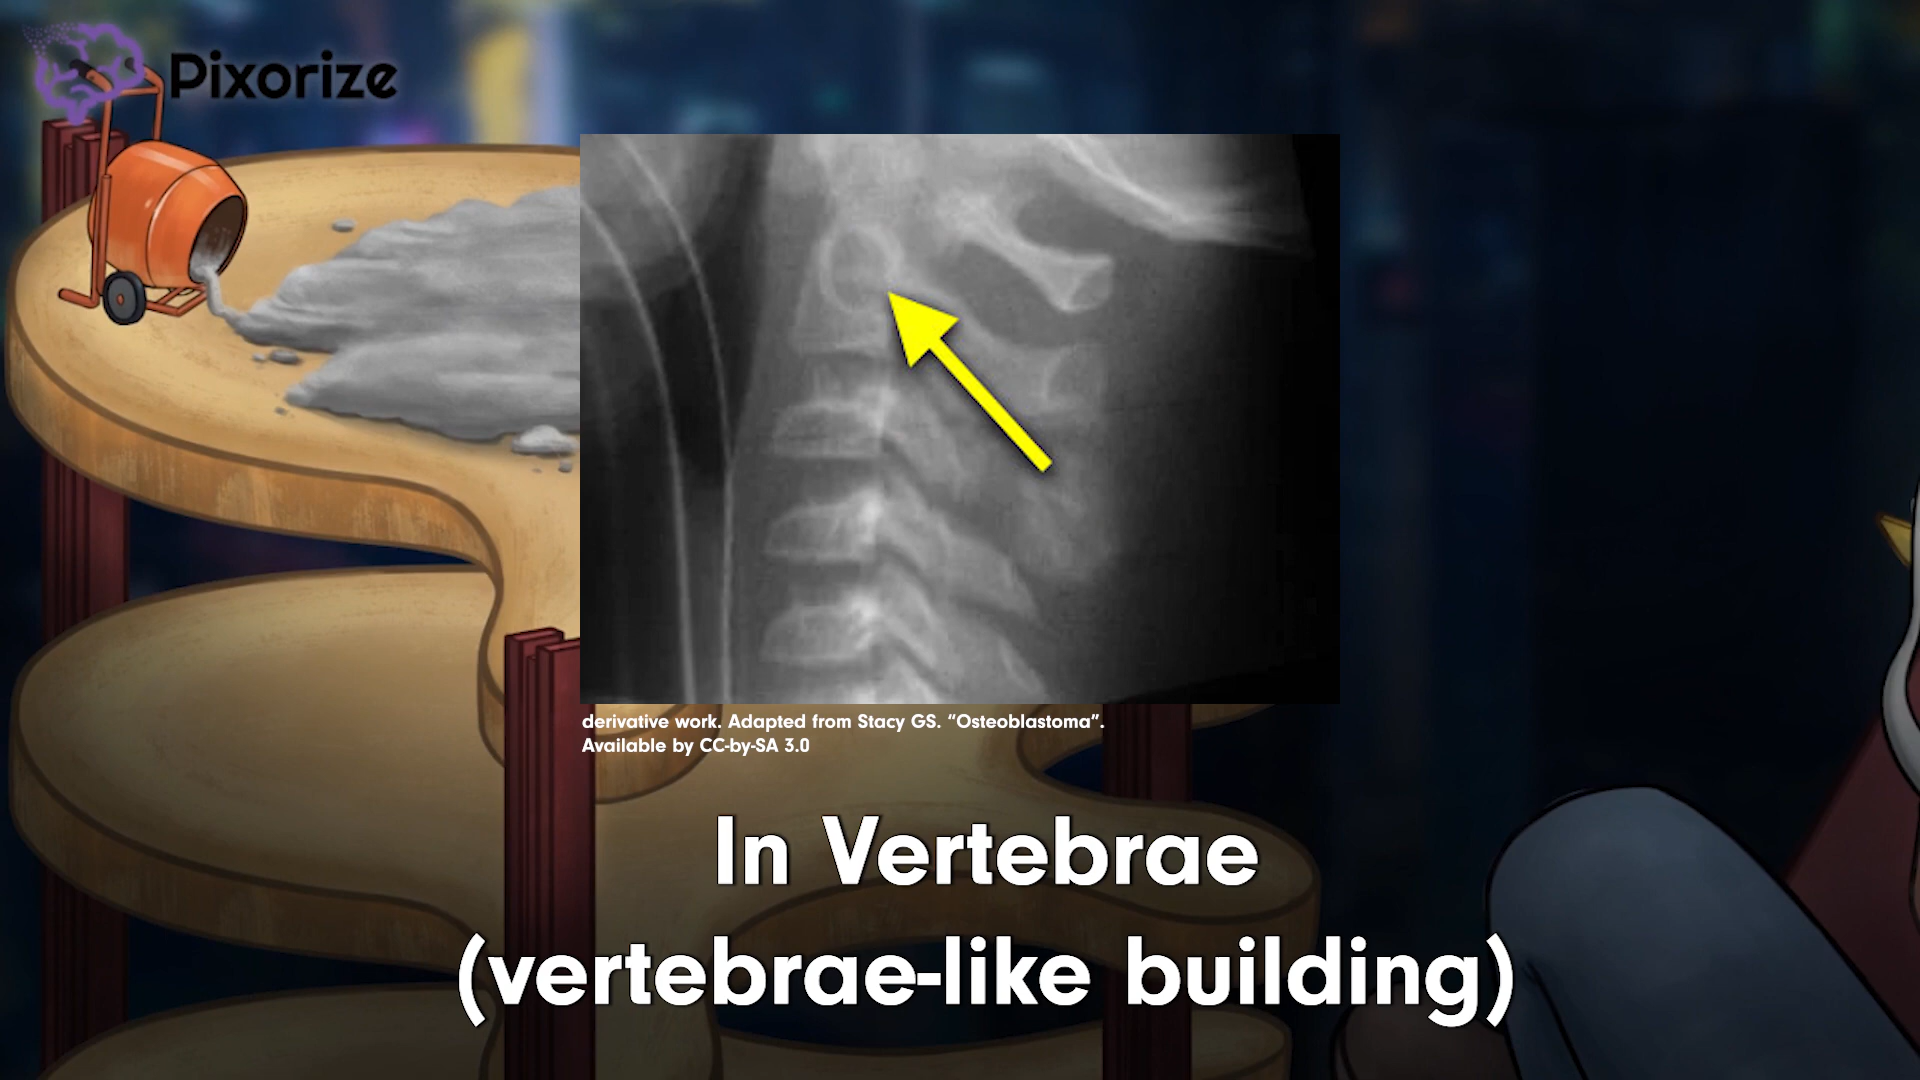 Pixorize
derivative work. Adapted from Stacy GS. “Osteoblastoma”.
Available by CC-by-SA 3.0
In Vertebrae
(vertebrae-like building)